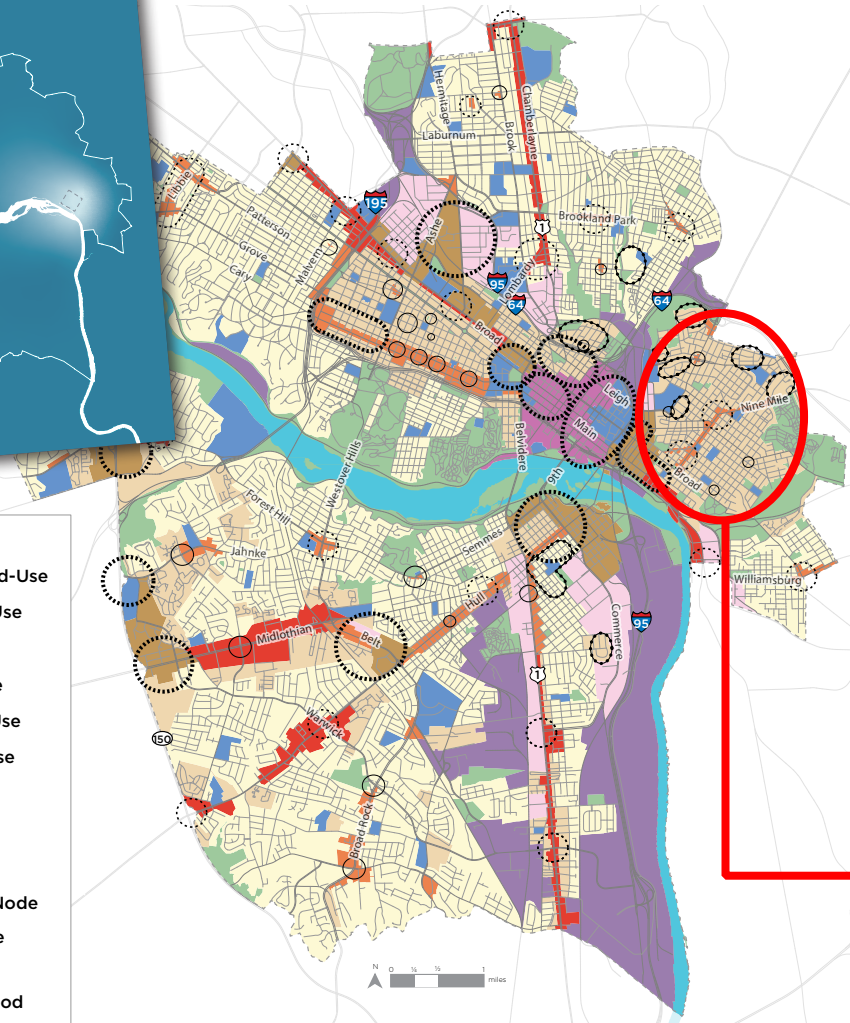 Hermitage
Laburnum
Brook
Chamberlayne
Libbie
195
Patterson
Grove
Cary
Malvern
Ashe
Brookland Park
1
95
64
Lombardy
64
Broad
Leigh
Main
Nine Mile
Belvidere
Broad
Westover Hills
9th
Forest Hill
Semmes
Jahnke
Williamsburg
Hull
Commerce
95
Midlothian
Belt
1
Warwick
150
Broad Rock
d-Use
Use
e
Use
se
Node
e
od
N
0 ¼ ½ 1
miles